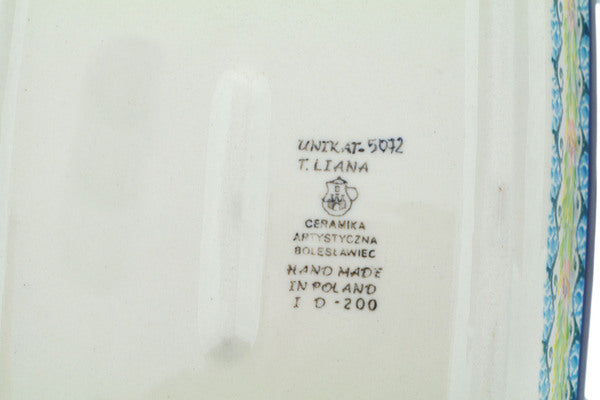 UNIKAT-5072
T. LIANA
CERAMIKA
ARTYSTYCZNA
BOLESŁAWIEC
HAND MADE
IN POLAND
I D-200